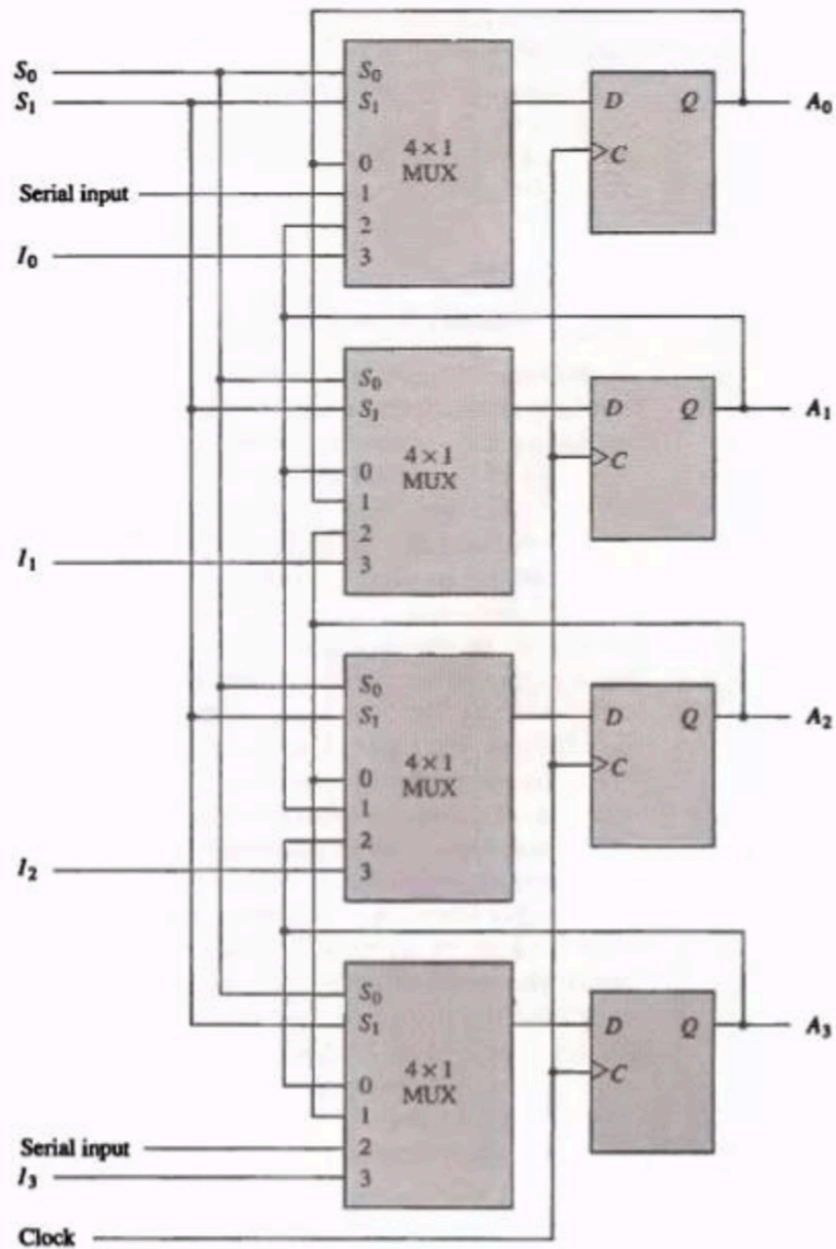 S₀ S₀
S₁ S₁ D Q A₀
4 × 1
MUX
C
0
Serial input 1
2
I₀ 3
S₀
S₁ D Q A₁
4 × 1
MUX
C
0
1
2
I₁ 3
S₀
S₁ D Q A₂
4 × 1
MUX
C
0
1
2
I₂ 3
S₀
S₁ D Q A₃
4 × 1
MUX
C
0
1
Serial input 2
I₃ 3
Clock